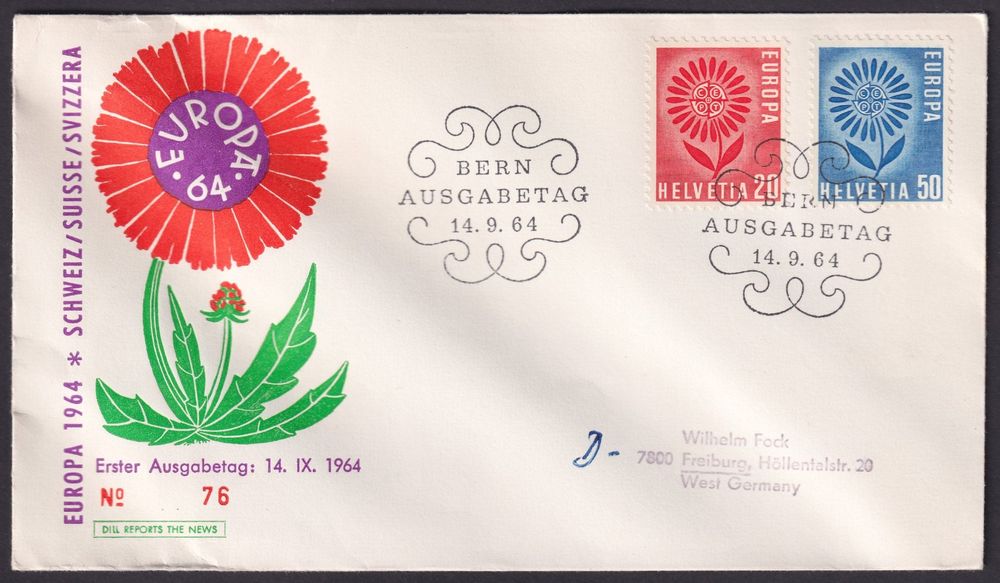 EUROPA 1964 * SCHWEIZ/SUISSE/SVIZZERA
• EUROPA •
64
Erster Ausgabetag: 14. IX. 1964
Nº 76
DILL REPORTS THE NEWS
BERN
AUSGABETAG
14. 9. 64
EUROPA
CEPT
HELVETIA 20
EUROPA
CEPT
HELVETIA 50
BERN
AUSGABETAG
14. 9. 64
D-
Wilhelm Fock
7800 Freiburg, Höllentalstr. 20
West Germany